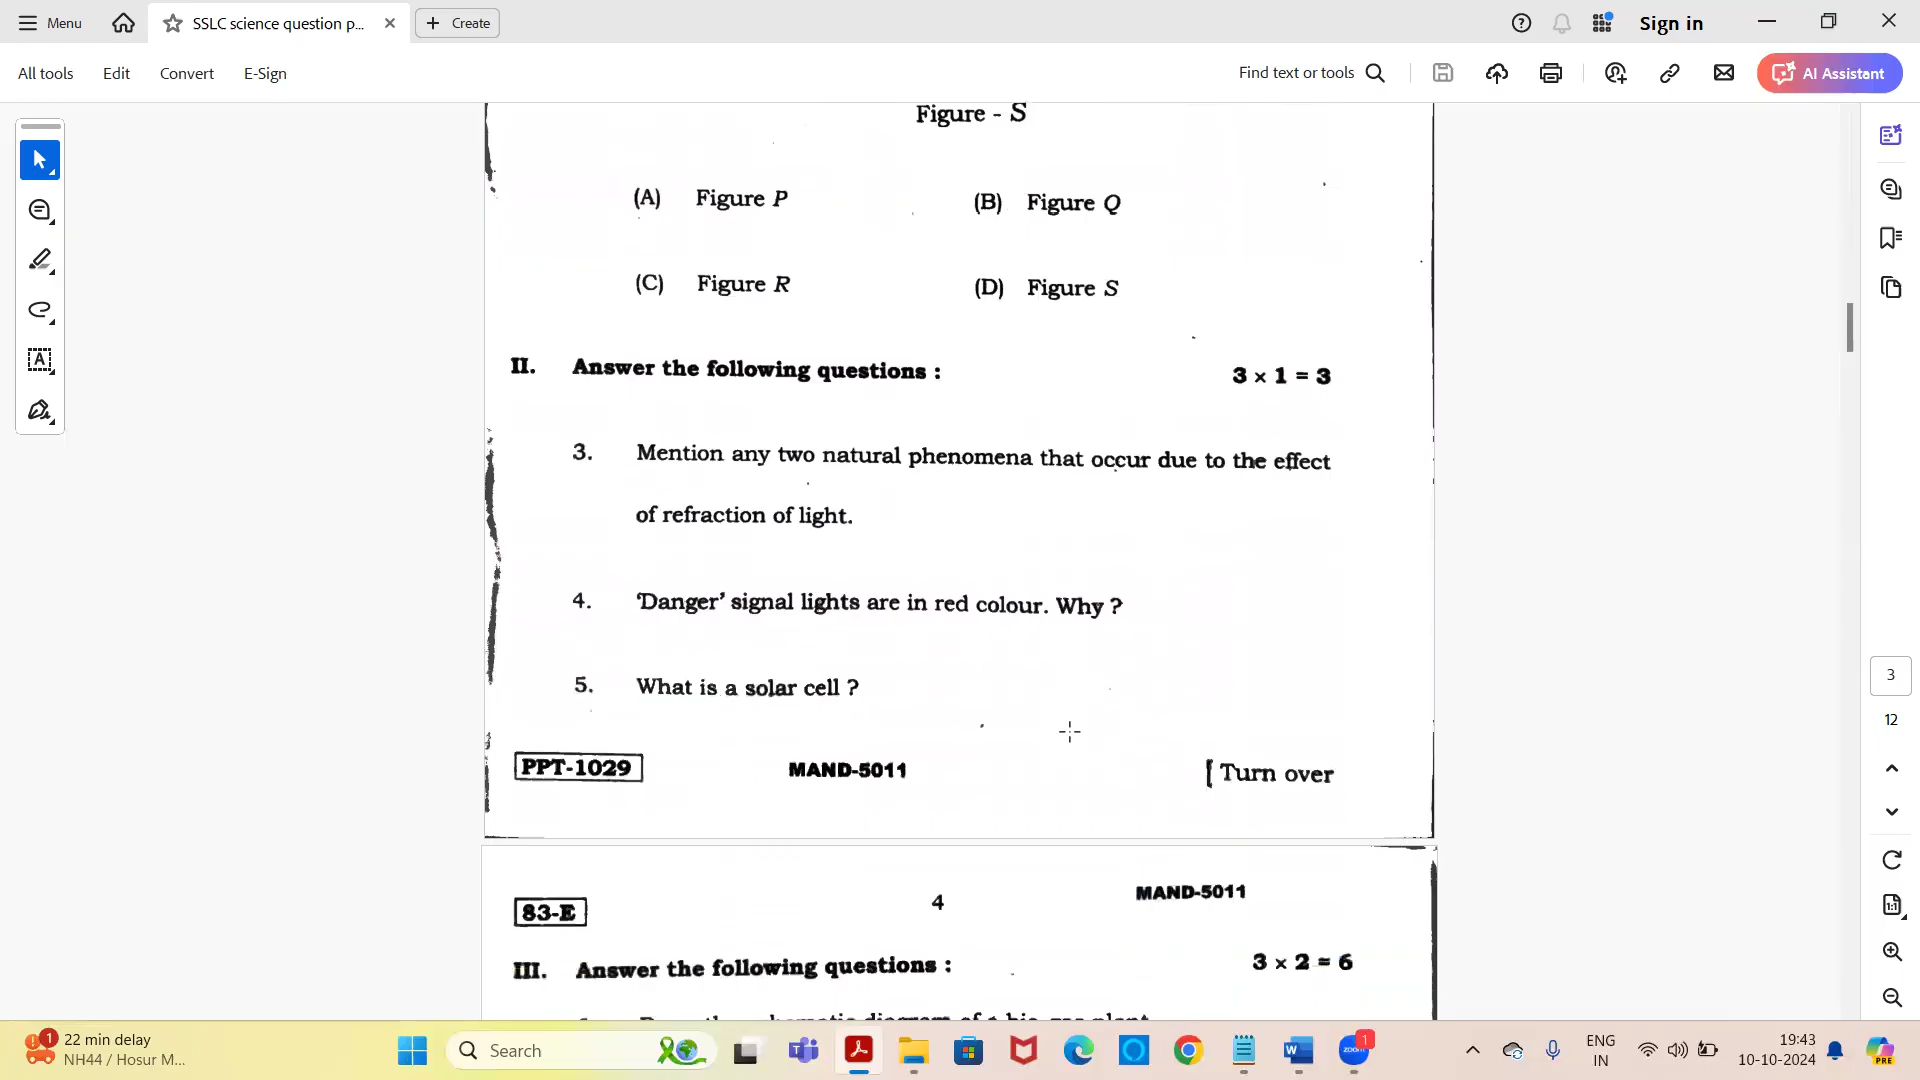 Menu
SSLC science question p...
Create
Sign in
All tools
Edit
Convert
E-Sign
Find text or tools
AI Assistant
Figure - S
(A) Figure P (B) Figure Q
(C) Figure R (D) Figure S
II. Answer the following questions : 3 × 1 = 3
3. Mention any two natural phenomena that occur due to the effect
of refraction of light.
4. 'Danger' signal lights are in red colour. Why ?
5. What is a solar cell ?
PPT-1029 MAND-5011 [ Turn over
3
12
83-E 4 MAND-5011
III. Answer the following questions : 3 × 2 = 6
22 min delay
NH44 / Hosur M...
Search
ENG
IN
19:43
10-10-2024